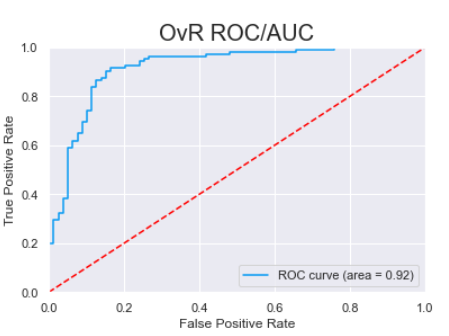 OvR ROC/AUC
1.0
0.8
0.6
0.4
0.2
0.0
True Positive Rate
ROC curve (area = 0.92)
0.0 0.2 0.4 0.6 0.8 1.0
False Positive Rate